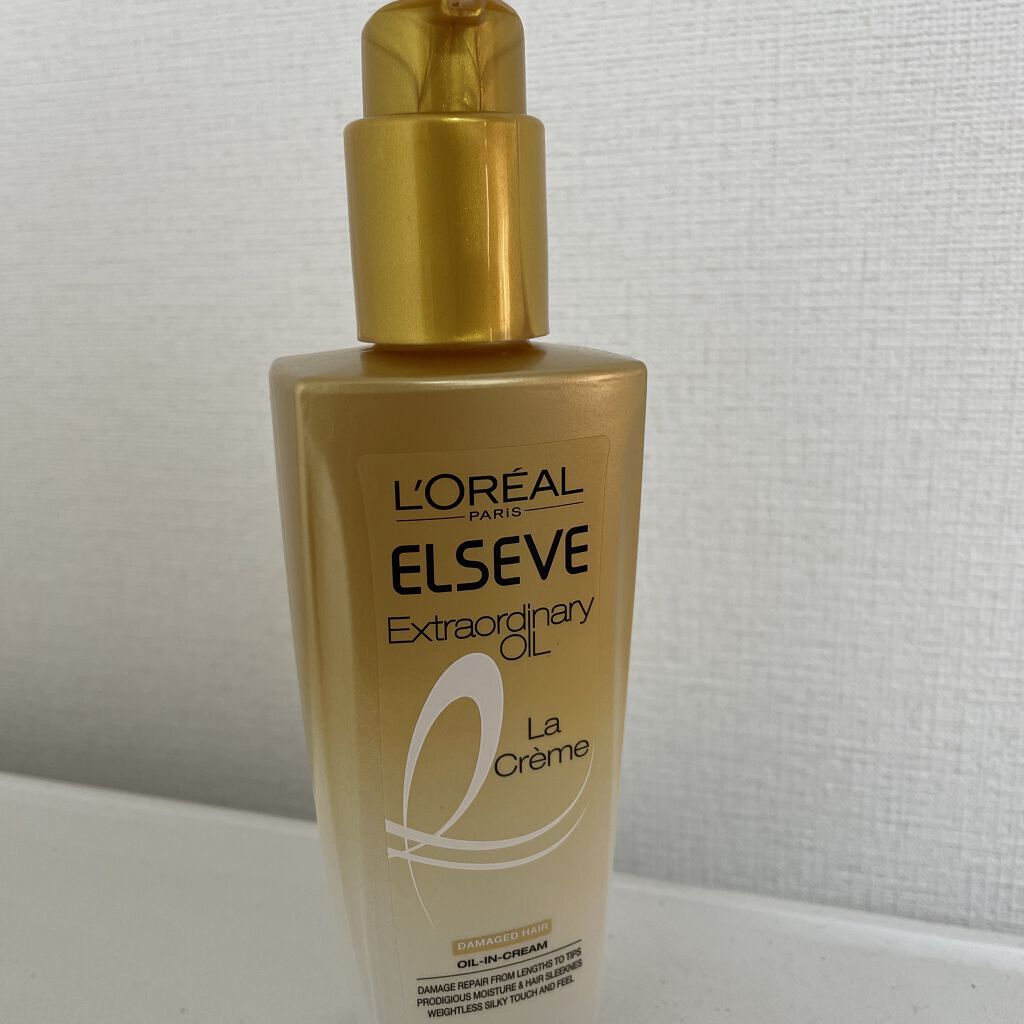 L'ORÉAL
PARIS
ELSEVE
Extraordinary
OIL
La
Crème
DAMAGED HAIR
OIL-IN-CREAM
DAMAGE REPAIR FROM LENGTHS TO TIPS
PRODIGIOUS MOISTURE & HAIR SLEEKNES
WEIGHTLESS SILKY TOUCH AND FEEL